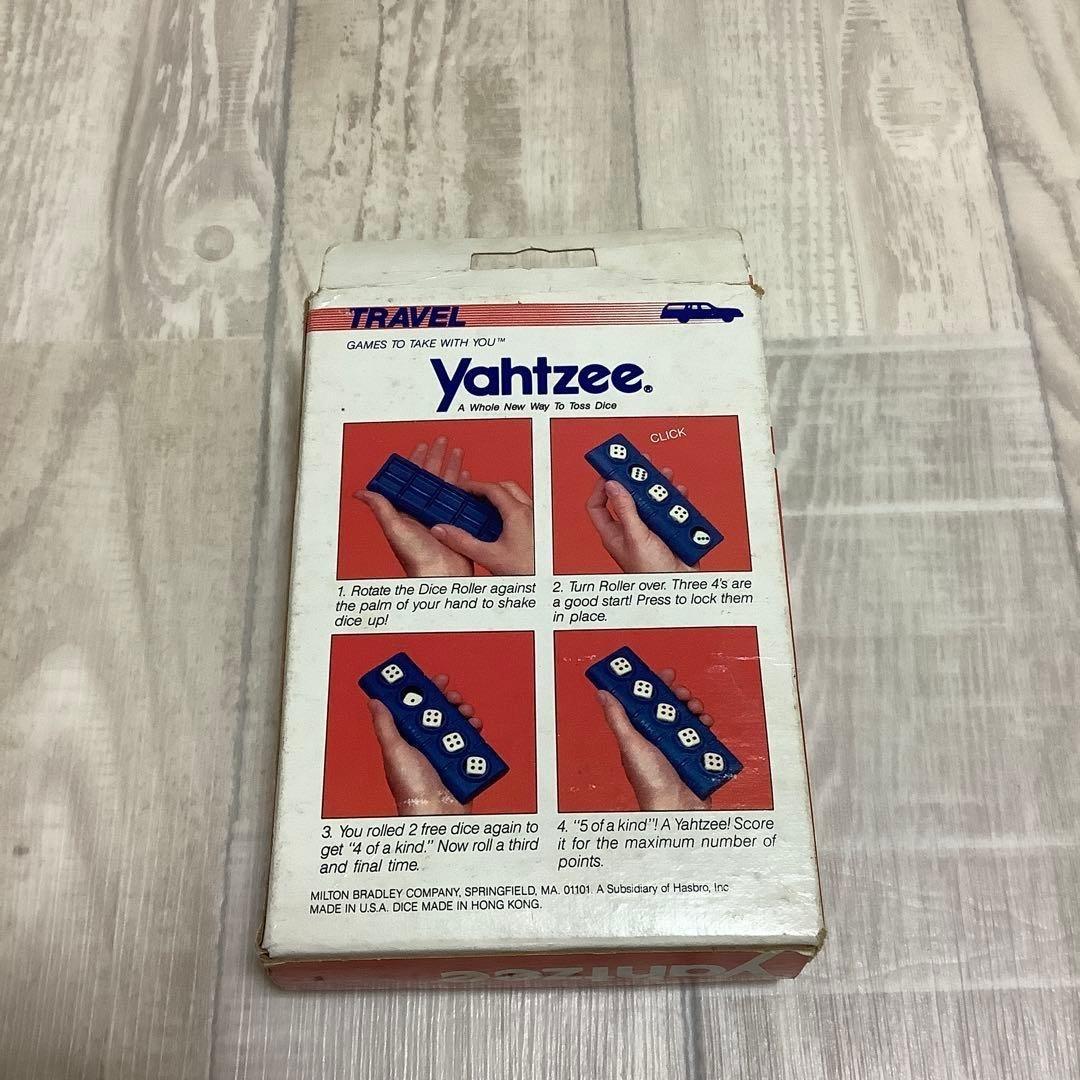 TRAVEL
GAMES TO TAKE WITH YOU™
Yahtzee®
A Whole New Way To Toss Dice
CLICK
1. Rotate the Dice Roller against
the palm of your hand to shake
dice up!
2. Turn Roller over. Three 4's are
a good start! Press to lock them
in place.
3. You rolled 2 free dice again to
get "4 of a kind." Now roll a third
and final time.
4. "5 of a kind"! A Yahtzee! Score
it for the maximum number of
points.
MILTON BRADLEY COMPANY, SPRINGFIELD, MA. 01101. A Subsidiary of Hasbro, Inc
MADE IN U.S.A. DICE MADE IN HONG KONG.
Yahtzee